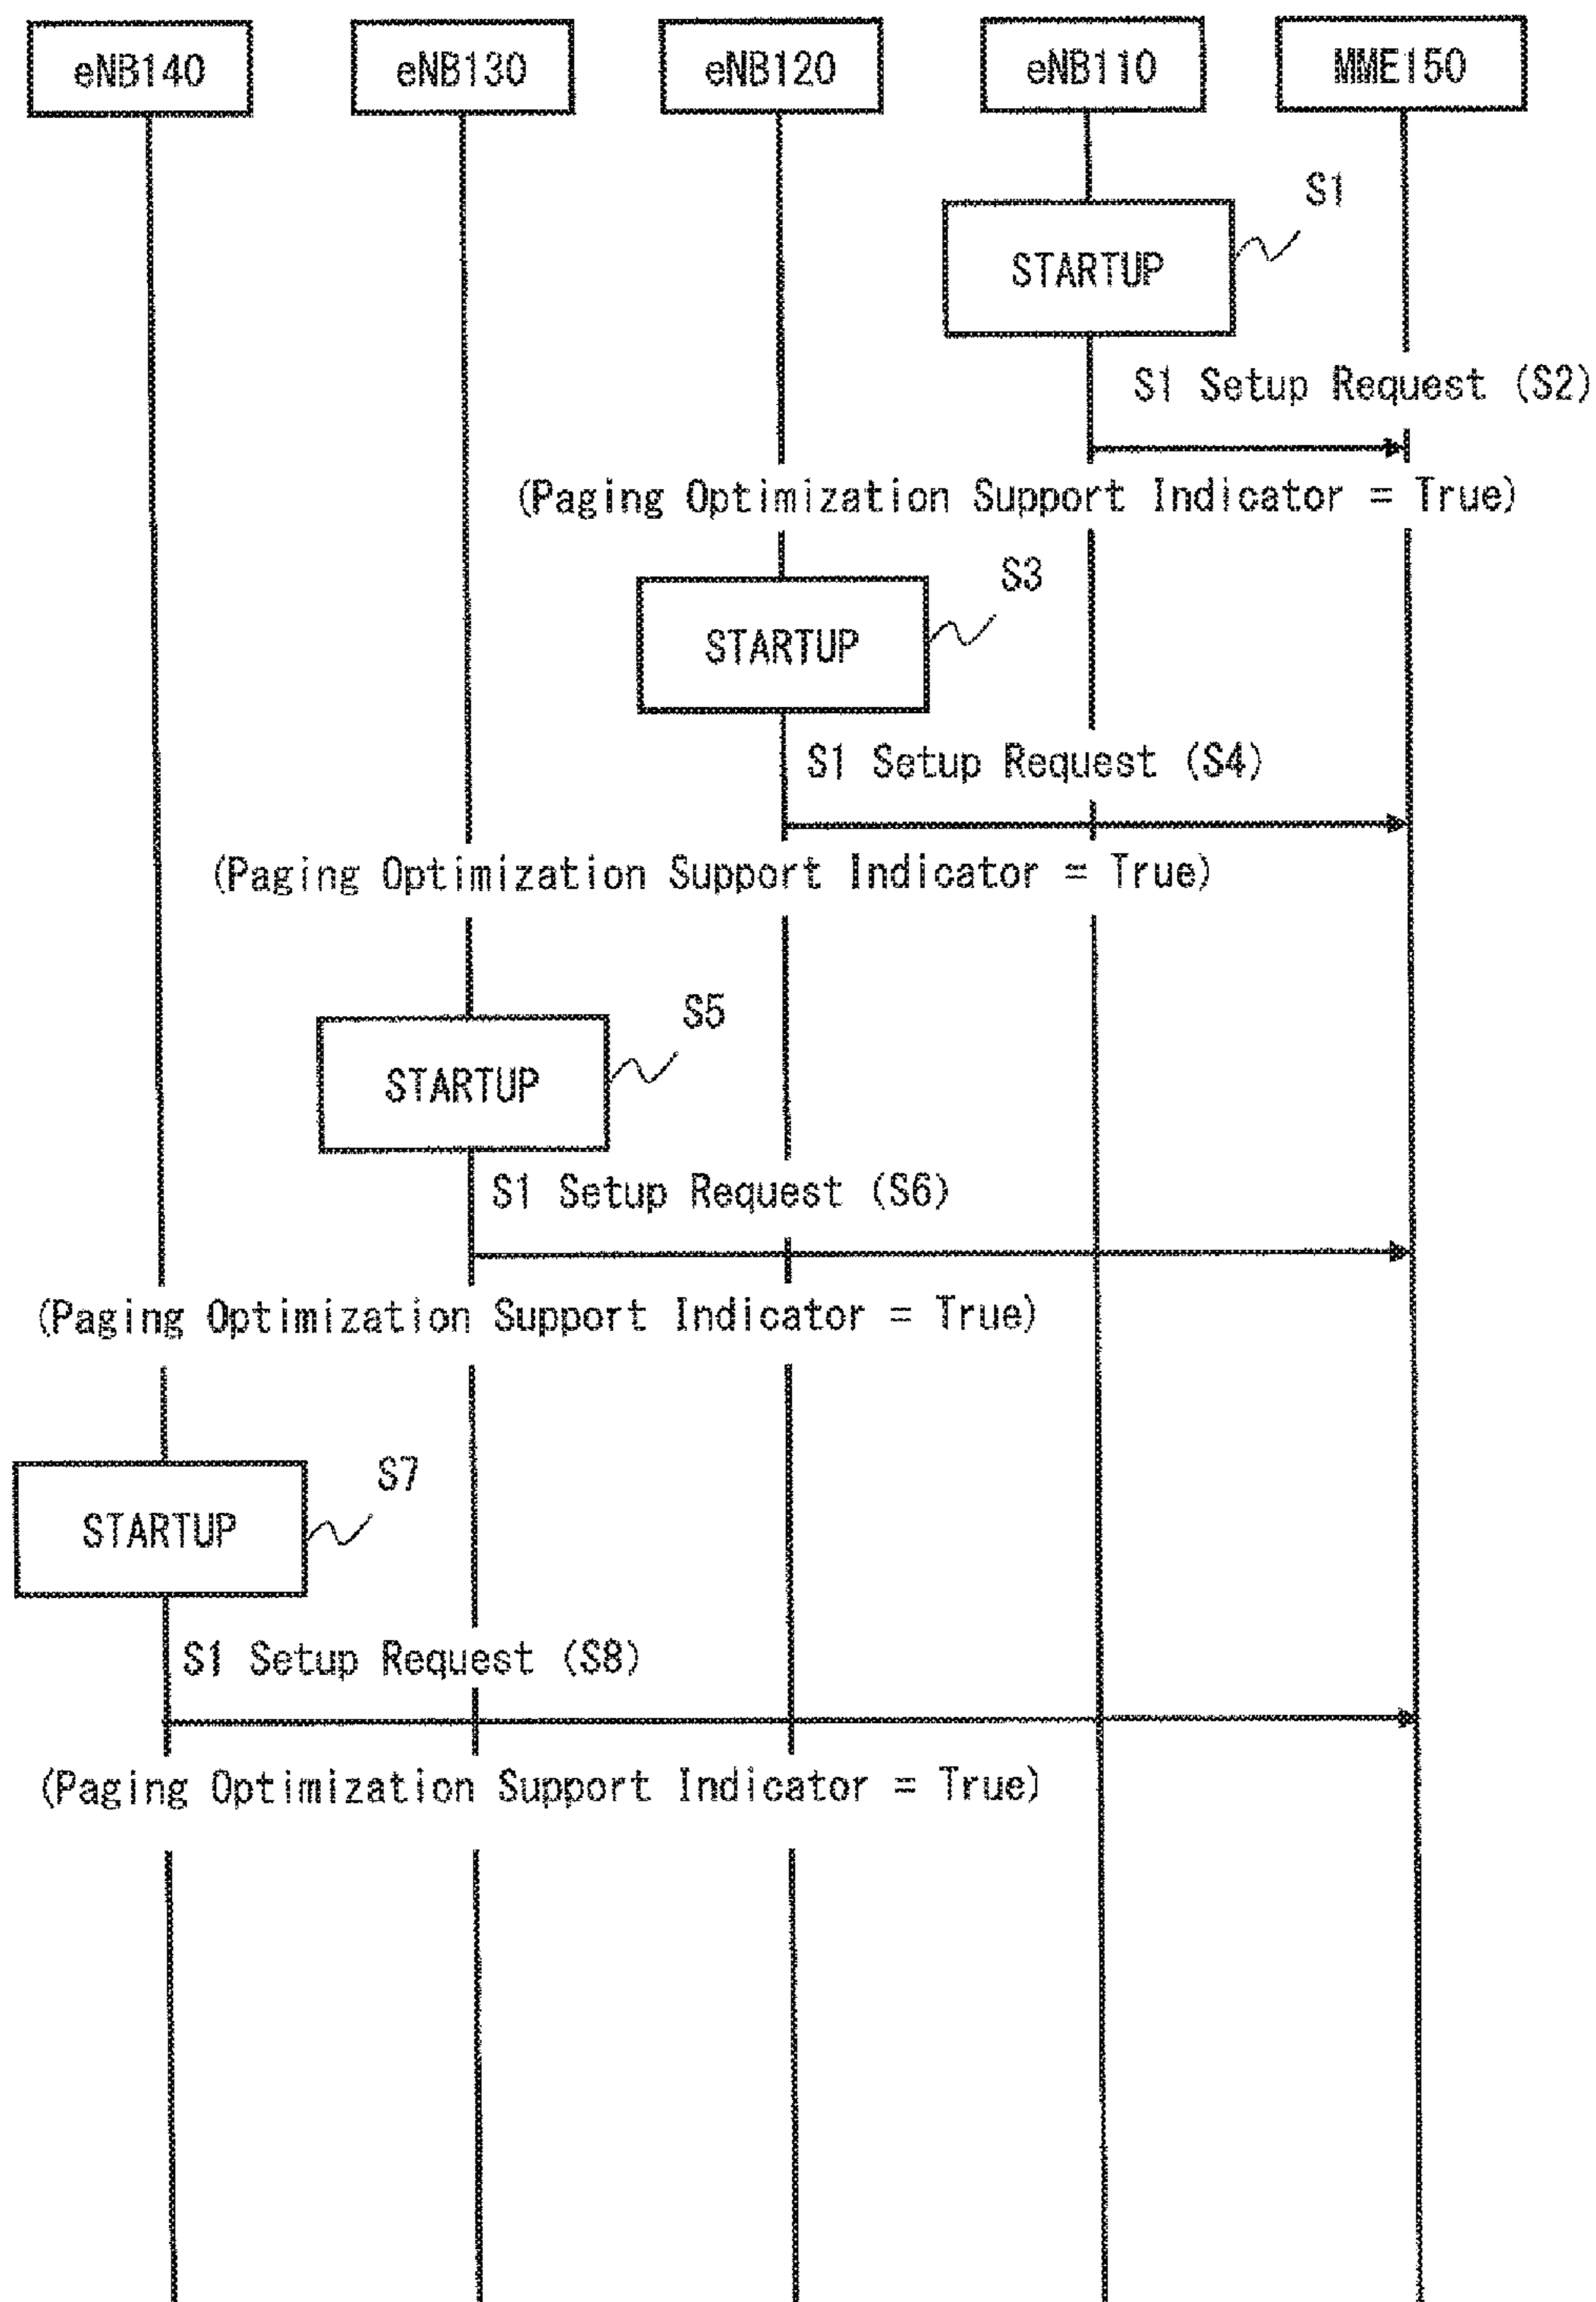 eNB140 eNB130 eNB120 eNB110 MME150
S1
STARTUP
S1 Setup Request (S2)
(Paging Optimization Support Indicator = True)
S3
STARTUP
S1 Setup Request (S4)
(Paging Optimization Support Indicator = True)
S5
STARTUP
S1 Setup Request (S6)
(Paging Optimization Support Indicator = True)
S7
STARTUP
S1 Setup Request (S8)
(Paging Optimization Support Indicator = True)